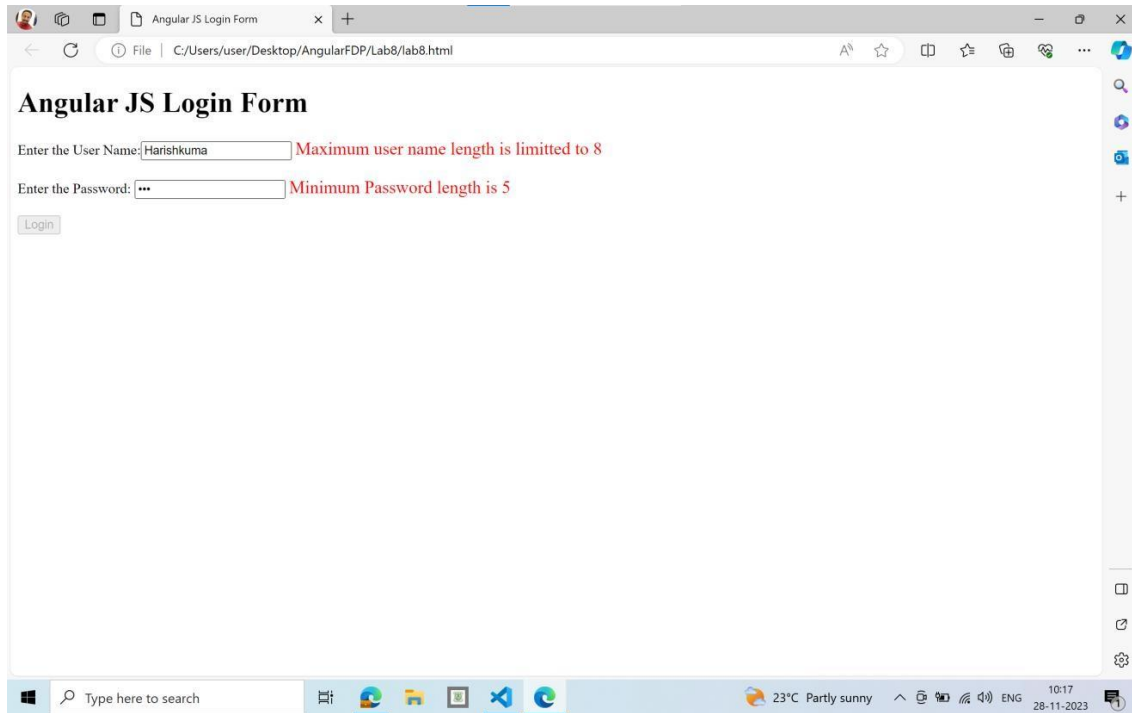 Angular JS Login Form
File
C:/Users/user/Desktop/AngularFDP/Lab8/lab8.html
Angular JS Login Form
Enter the User Name: Harishkuma Maximum user name length is limitted to 8
Enter the Password: ••• Minimum Password length is 5
Login
Type here to search
23°C Partly sunny
ENG
10:17
28-11-2023
1